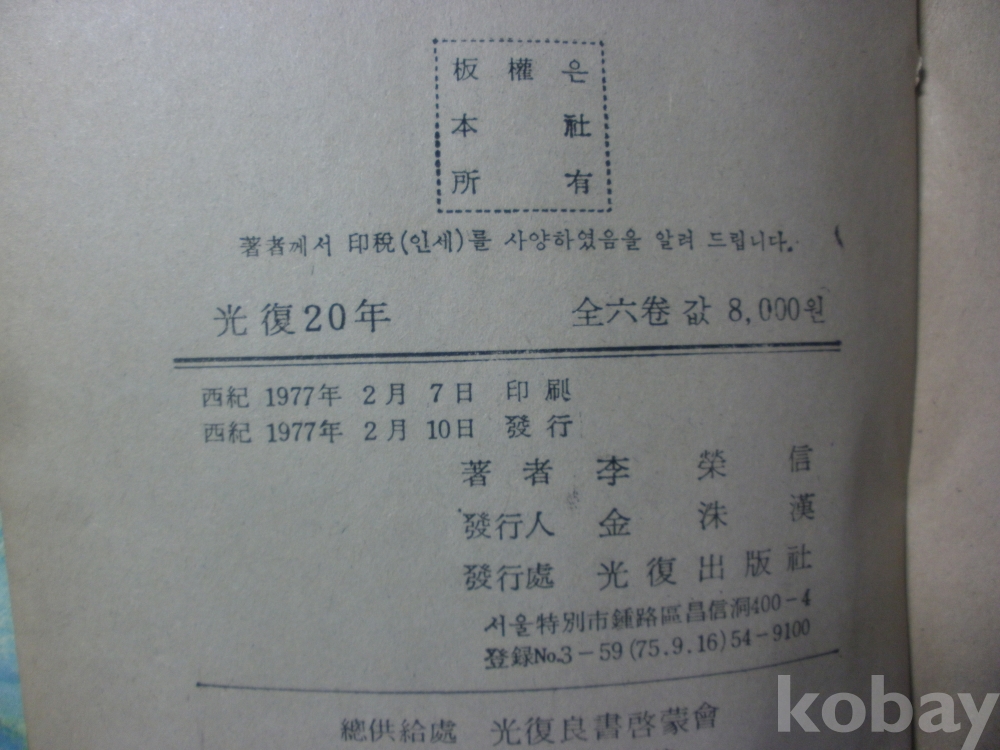 板權은
本社
所有
著者께서 印稅(인세)를 사양하였음을 알려 드립니다.
光復20年 全六卷 값 8,000원
西紀 1977年 2月 7日 印刷
西紀 1977年 2月 10日 發行
著者 李榮信
發行人 金洙漢
發行處 光復出版社
서울特別市鍾路區昌信洞400-4
登錄No.3-59(75.9.16)54-9100
總供給處 光復良書啓蒙會
kobay